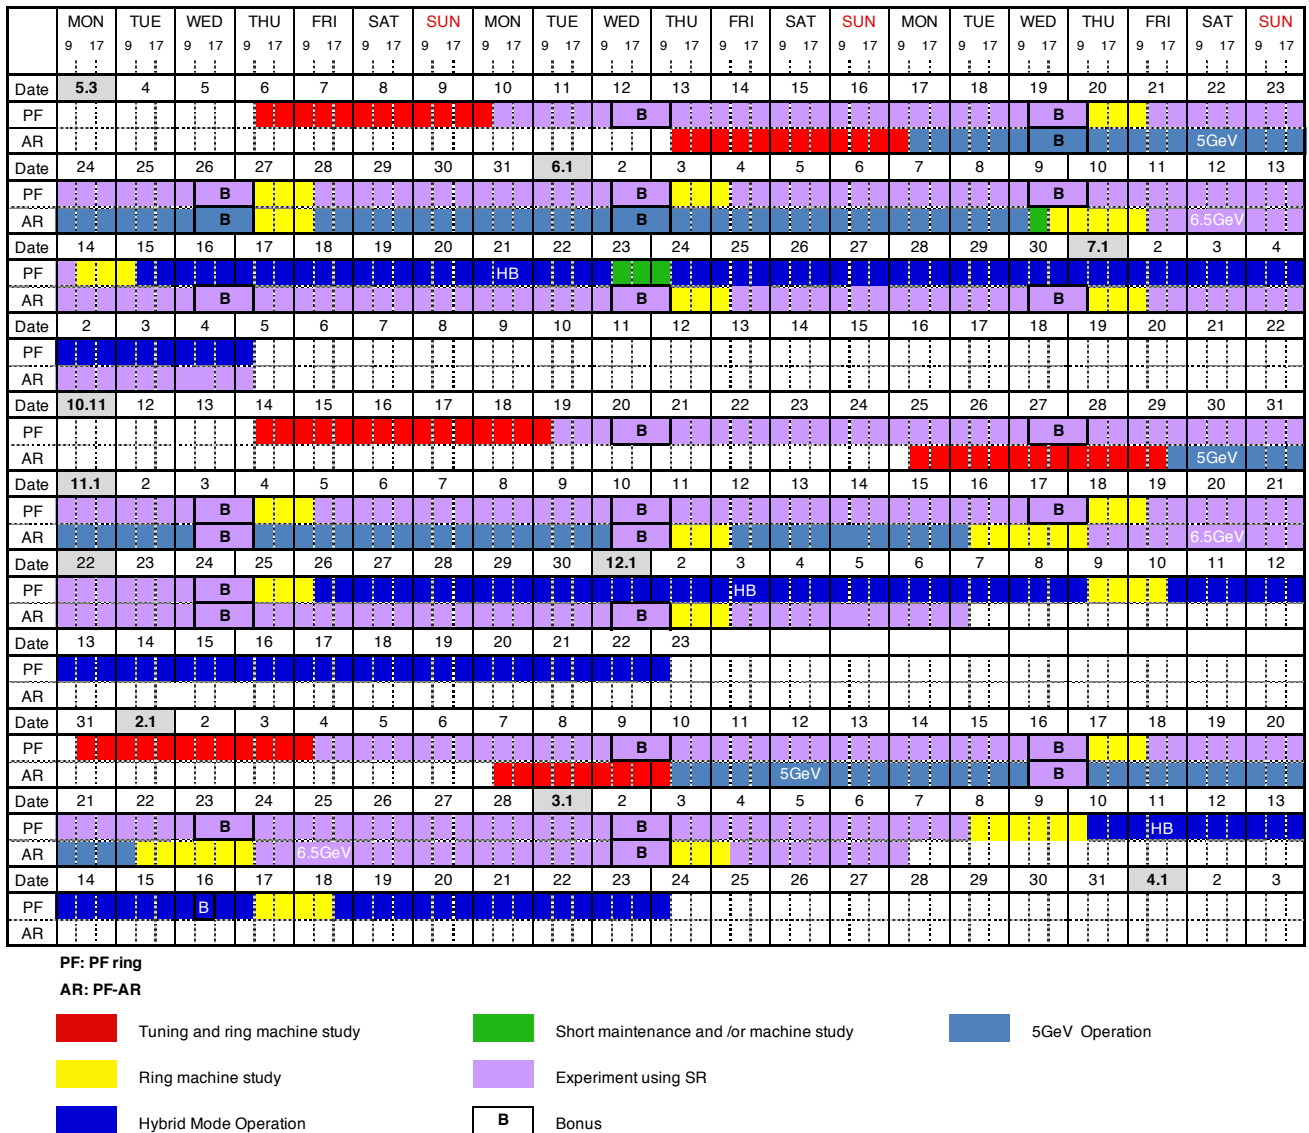 MON TUE WED THU FRI SAT SUN MON TUE WED THU FRI SAT SUN MON TUE WED THU FRI SAT SUN
9 17 9 17 9 17 9 17 9 17 9 17 9 17 9 17 9 17 9 17 9 17 9 17 9 17 9 17 9 17 9 17 9 17 9 17 9 17 9 17 9 17
Date 5.3 4 5 6 7 8 9 10 11 12 13 14 15 16 17 18 19 20 21 22 23
PF B B
AR B 5GeV
Date 24 25 26 27 28 29 30 31 6.1 2 3 4 5 6 7 8 9 10 11 12 13
PF B B B
AR B B 6.5GeV
Date 14 15 16 17 18 19 20 21 22 23 24 25 26 27 28 29 30 7.1 2 3 4
PF HB
AR B B B
Date 2 3 4 5 6 7 8 9 10 11 12 13 14 15 16 17 18 19 20 21 22
PF
AR
Date 10.11 12 13 14 15 16 17 18 19 20 21 22 23 24 25 26 27 28 29 30 31
PF B B
AR 5GeV
Date 11.1 2 3 4 5 6 7 8 9 10 11 12 13 14 15 16 17 18 19 20 21
PF B B B
AR B B 6.5GeV
Date 22 23 24 25 26 27 28 29 30 12.1 2 3 4 5 6 7 8 9 10 11 12
PF B HB
AR B B
Date 13 14 15 16 17 18 19 20 21 22 23
PF
AR
Date 31 2.1 2 3 4 5 6 7 8 9 10 11 12 13 14 15 16 17 18 19 20
PF B B
AR 5GeV B
Date 21 22 23 24 25 26 27 28 3.1 2 3 4 5 6 7 8 9 10 11 12 13
PF B B HB
AR 6.5GeV B
Date 14 15 16 17 18 19 20 21 22 23 24 25 26 27 28 29 30 31 4.1 2 3
PF B
AR
PF: PF ring
AR: PF-AR
Tuning and ring machine study Short maintenance and /or machine study 5GeV Operation
Ring machine study Experiment using SR
Hybrid Mode Operation B Bonus